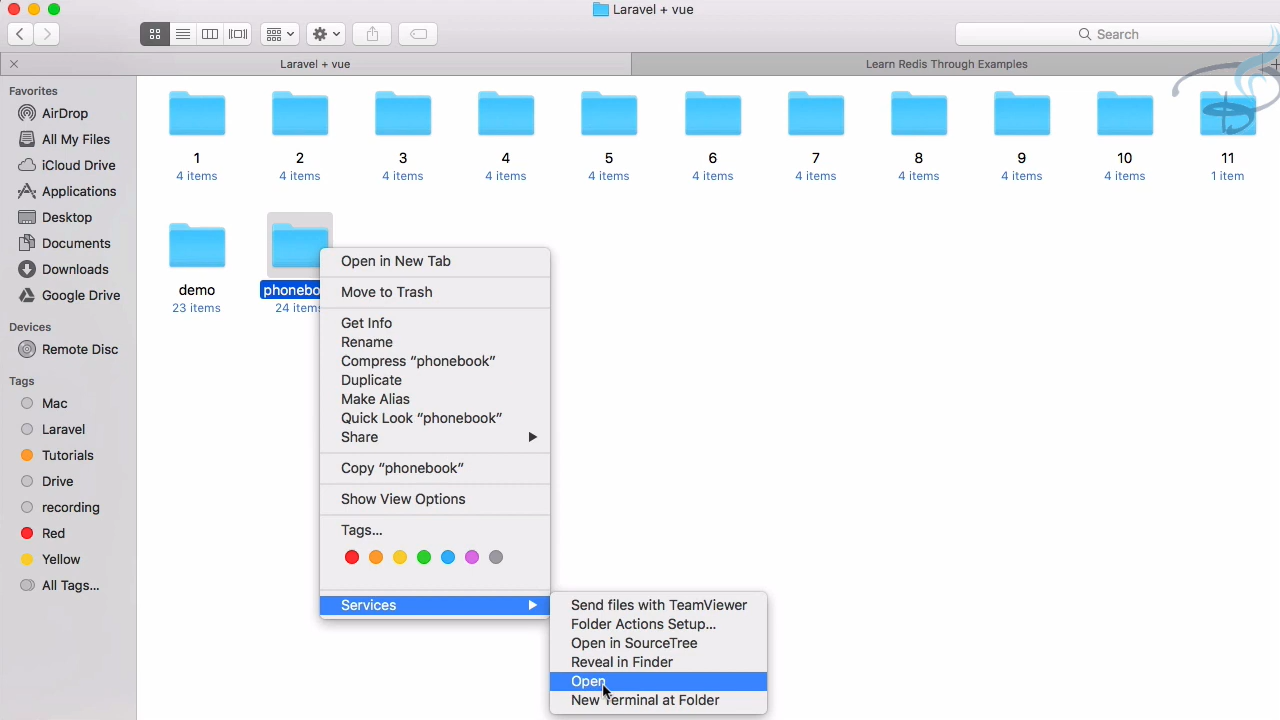 Laravel + vue
Search
Laravel + vue
Learn Redis Through Examples
Favorites
AirDrop
All My Files
iCloud Drive
Applications
Desktop
Documents
Downloads
Google Drive
Devices
Remote Disc
Tags
Mac
Laravel
Tutorials
Drive
recording
Red
Yellow
All Tags...
1
4 items
2
4 items
3
4 items
4
4 items
5
4 items
6
4 items
7
4 items
8
4 items
9
4 items
10
4 items
11
1 item
demo
23 items
phonebo
24 items
Open in New Tab
Move to Trash
Get Info
Rename
Compress “phonebook”
Duplicate
Make Alias
Quick Look “phonebook”
Share
Copy “phonebook”
Show View Options
Tags...
Services
Send files with TeamViewer
Folder Actions Setup...
Open in SourceTree
Reveal in Finder
Open
New Terminal at Folder